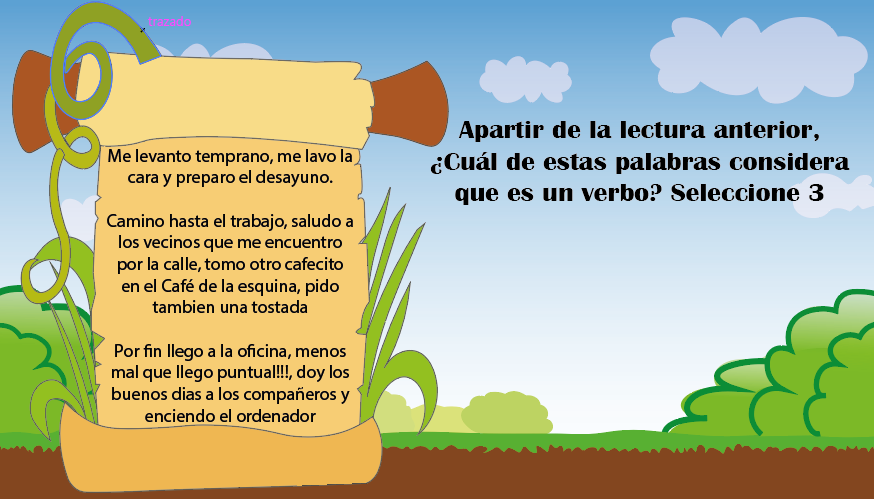 trazado
Me levanto temprano, me lavo la
cara y preparo el desayuno.
Camino hasta el trabajo, saludo a
los vecinos que me encuentro
por la calle, tomo otro cafecito
en el Café de la esquina, pido
tambien una tostada
Por fin llego a la oficina, menos
mal que llego puntual!!!, doy los
buenos dias a los compañeros y
enciendo el ordenador
Apartir de la lectura anterior,
¿Cuál de estas palabras considera
que es un verbo? Seleccione 3